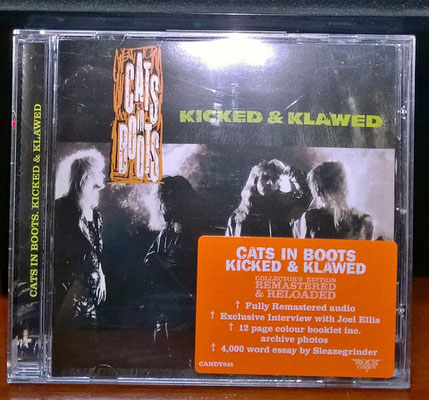 CATS IN BOOTS. KICKED & KLAWED
CATS
IN
BOOTS
KICKED & KLAWED
CATS IN BOOTS
KICKED & KLAWED
COLLECTOR'S EDITION
REMASTERED
& RELOADED
† Fully Remastered audio
† Exclusive Interview with Joel Ellis
† 12 page colour booklet inc.
archive photos
† 4,000 word essay by Sleazegrinder
CANDY048
ROCK
CANDY